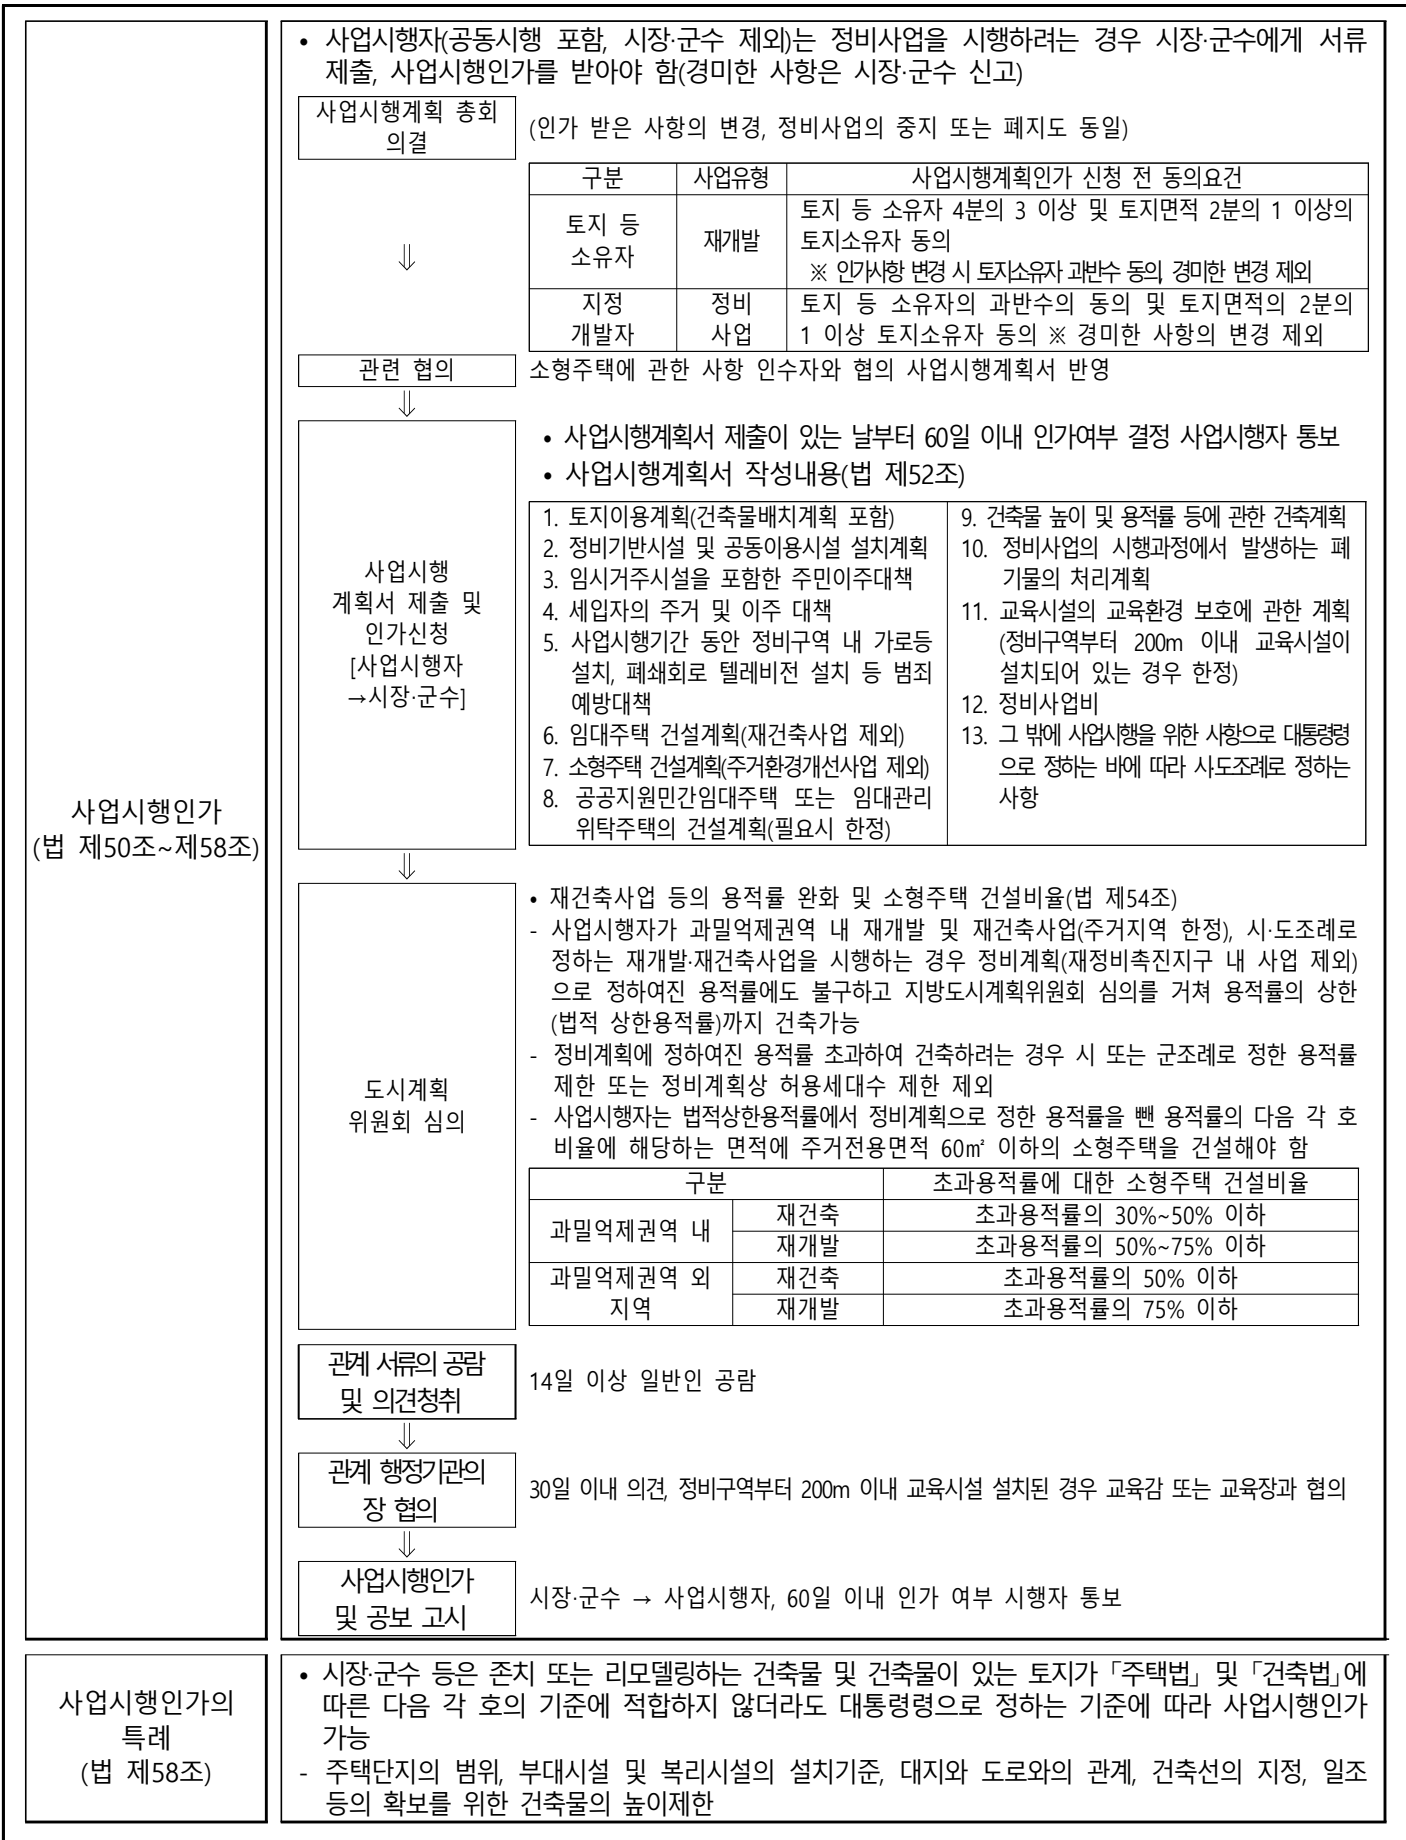 사업시행인가
(법 제50조~제58조)
• 사업시행자(공동시행 포함, 시장·군수 제외)는 정비사업을 시행하려는 경우 시장·군수에게 서류
제출, 사업시행인가를 받아야 함(경미한 사항은 시장·군수 신고)
사업시행계획 총회
의결
(인가 받은 사항의 변경, 정비사업의 중지 또는 폐지도 동일)
⇓
구분 사업유형 사업시행계획인가 신청 전 동의요건
토지 등
소유자
재개발
토지 등 소유자 4분의 3 이상 및 토지면적 2분의 1 이상의
토지소유자 동의
※ 인가사항 변경 시 토지소유자 과반수 동의, 경미한 변경 제외
지정
개발자
정비
사업
토지 등 소유자의 과반수의 동의 및 토지면적의 2분의
1 이상 토지소유자 동의 ※ 경미한 사항의 변경 제외
관련 협의
소형주택에 관한 사항 인수자와 협의 사업시행계획서 반영
⇓
사업시행
계획서 제출 및
인가신청
[사업시행자
→시장·군수]
• 사업시행계획서 제출이 있는 날부터 60일 이내 인가여부 결정 사업시행자 통보
• 사업시행계획서 작성내용(법 제52조)
1. 토지이용계획(건축물배치계획 포함)
2. 정비기반시설 및 공동이용시설 설치계획
3. 임시거주시설을 포함한 주민이주대책
4. 세입자의 주거 및 이주 대책
5. 사업시행기간 동안 정비구역 내 가로등
설치, 폐쇄회로 텔레비전 설치 등 범죄
예방대책
6. 임대주택 건설계획(재건축사업 제외)
7. 소형주택 건설계획(주거환경개선사업 제외)
8. 공공지원민간임대주택 또는 임대관리
위탁주택의 건설계획(필요시 한정)
9. 건축물 높이 및 용적률 등에 관한 건축계획
10. 정비사업의 시행과정에서 발생하는 폐
기물의 처리계획
11. 교육시설의 교육환경 보호에 관한 계획
(정비구역부터 200m 이내 교육시설이
설치되어 있는 경우 한정)
12. 정비사업비
13. 그 밖에 사업시행을 위한 사항으로 대통령령
으로 정하는 바에 따라 시·도조례로 정하는
사항
⇓
도시계획
위원회 심의
• 재건축사업 등의 용적률 완화 및 소형주택 건설비율(법 제54조)
- 사업시행자가 과밀억제권역 내 재개발 및 재건축사업(주거지역 한정), 시·도조례로
정하는 재개발·재건축사업을 시행하는 경우 정비계획(재정비촉진지구 내 사업 제외)
으로 정하여진 용적률에도 불구하고 지방도시계획위원회 심의를 거쳐 용적률의 상한
(법적 상한용적률)까지 건축가능
- 정비계획에 정하여진 용적률 초과하여 건축하려는 경우 시 또는 군조례로 정한 용적률
제한 또는 정비계획상 허용세대수 제한 제외
- 사업시행자는 법적상한용적률에서 정비계획으로 정한 용적률을 뺀 용적률의 다음 각 호
비율에 해당하는 면적에 주거전용면적 60㎡ 이하의 소형주택을 건설해야 함
구분 초과용적률에 대한 소형주택 건설비율
과밀억제권역 내
재건축 초과용적률의 30%~50% 이하
재개발 초과용적률의 50%~75% 이하
과밀억제권역 외
지역
재건축 초과용적률의 50% 이하
재개발 초과용적률의 75% 이하
관계 서류의 공람
및 의견청취
14일 이상 일반인 공람
⇓
관계 행정기관의
장 협의
30일 이내 의견, 정비구역부터 200m 이내 교육시설 설치된 경우 교육감 또는 교육장과 협의
⇓
사업시행인가
및 공보 고시
시장·군수 → 사업시행자, 60일 이내 인가 여부 시행자 통보
사업시행인가의
특례
(법 제58조)
• 시장·군수 등은 존치 또는 리모델링하는 건축물 및 건축물이 있는 토지가 「주택법」 및 「건축법」에
따른 다음 각 호의 기준에 적합하지 않더라도 대통령령으로 정하는 기준에 따라 사업시행인가
가능
- 주택단지의 범위, 부대시설 및 복리시설의 설치기준, 대지와 도로와의 관계, 건축선의 지정, 일조
등의 확보를 위한 건축물의 높이제한